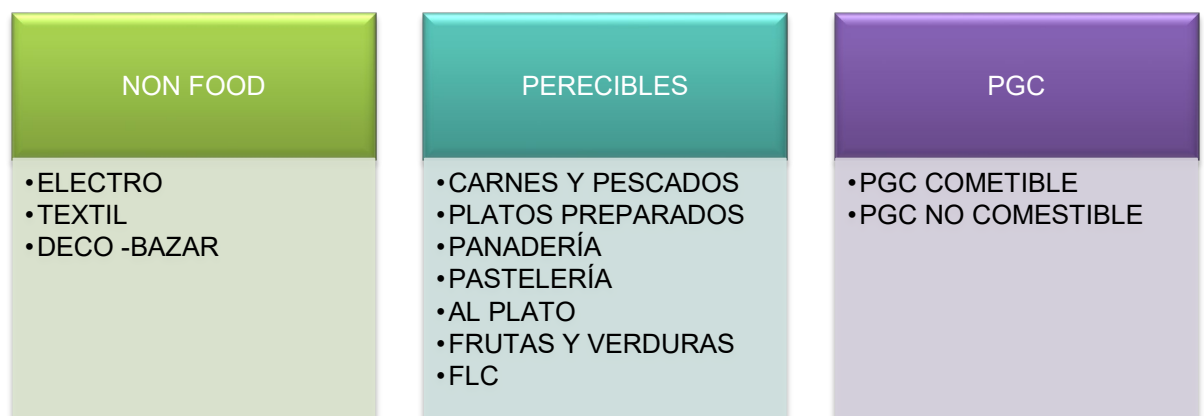 NON FOOD
•ELECTRO
•TEXTIL
•DECO -BAZAR
PERECIBLES
•CARNES Y PESCADOS
•PLATOS PREPARADOS
•PANADERÍA
•PASTELERÍA
•AL PLATO
•FRUTAS Y VERDURAS
•FLC
PGC
•PGC COMETIBLE
•PGC NO COMESTIBLE